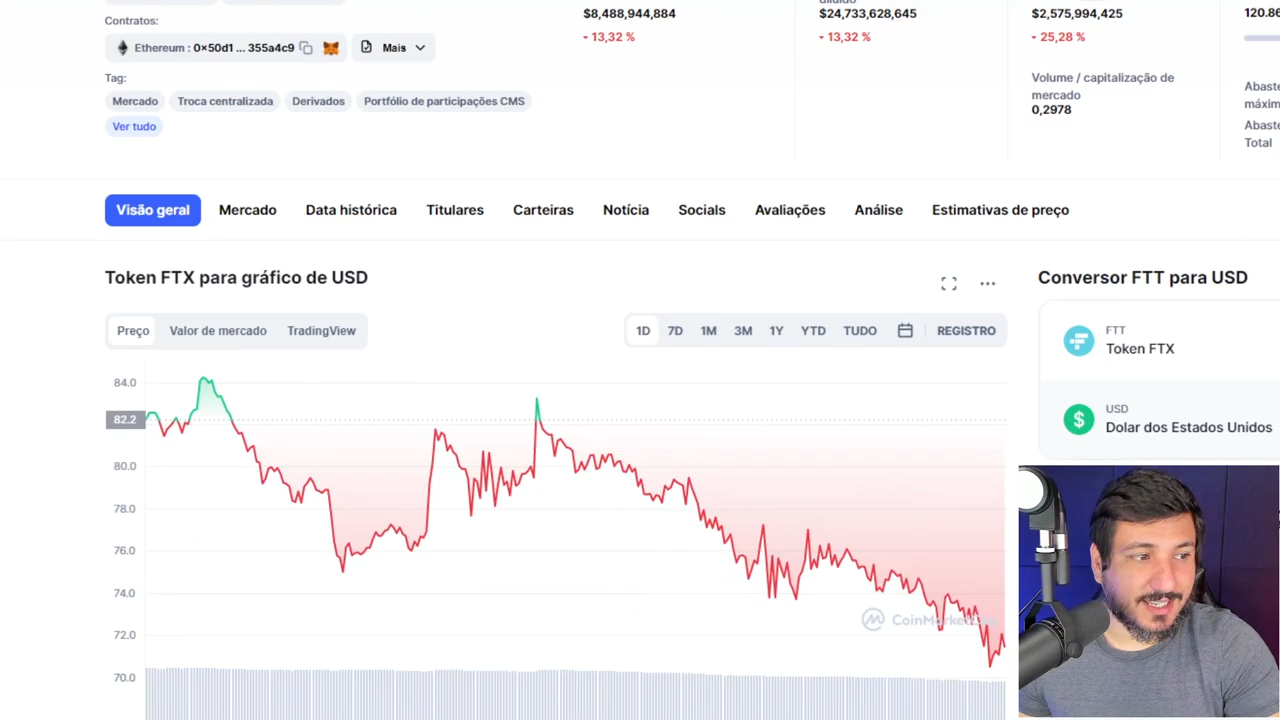 Contratos:
Ethereum : 0x50d1 ... 355a4c9
Mais
Tag:
Mercado
Troca centralizada
Derivados
Portfólio de participações CMS
Ver tudo
$8,488,944,884
13,32 %
diluído
$24,733,628,645
13,32 %
$2,575,994,425
25,28 %
Volume / capitalização de
mercado
0,2978
120.86
Total
Visão geral
Mercado
Data histórica
Titulares
Carteiras
Notícia
Socials
Avaliações
Análise
Estimativas de preço
Token FTX para gráfico de USD
Preço
Valor de mercado
TradingView
1D
7D
1M
3M
1Y
YTD
TUDO
REGISTRO
84.0
82.2
80.0
78.0
76.0
74.0
72.0
70.0
CoinMarketCap
Conversor FTT para USD
FTT
Token FTX
USD
Dolar dos Estados Unidos